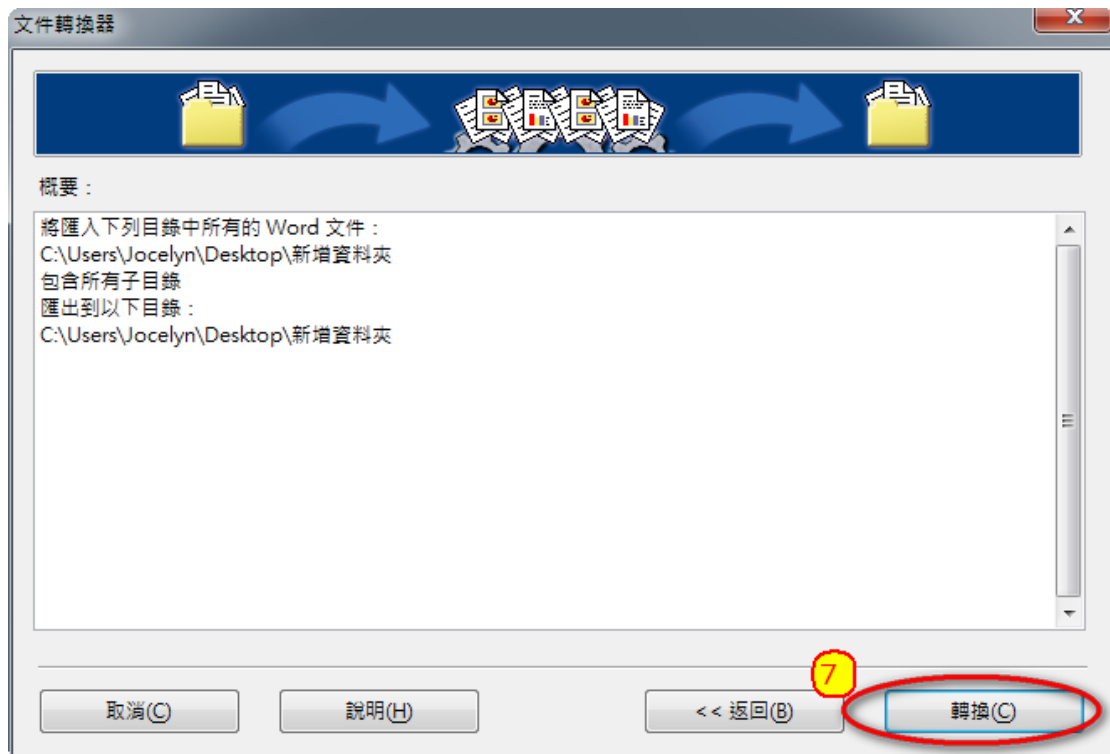 文件轉換器
概要：
將匯入下列目錄中所有的 Word 文件：
C:\Users\Jocelyn\Desktop\新增資料夾
包含所有子目錄
匯出到以下目錄：
C:\Users\Jocelyn\Desktop\新增資料夾
7
取消(C)
說明(H)
<< 返回(B)
轉換(C)